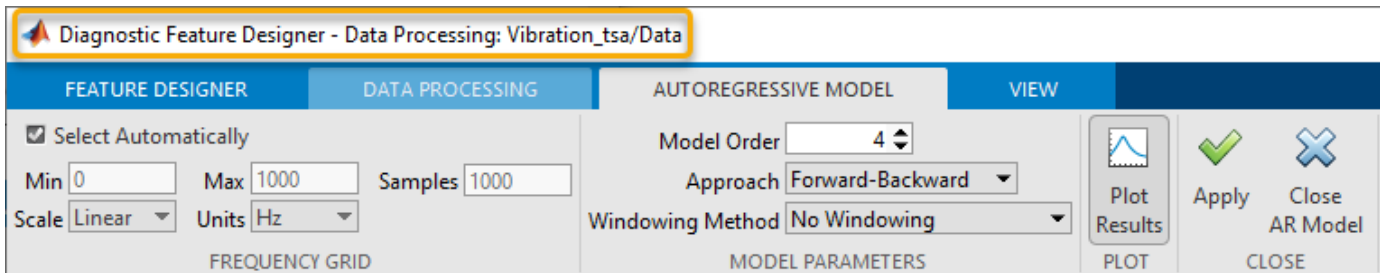 Diagnostic Feature Designer - Data Processing: Vibration_tsa/Data
FEATURE DESIGNER DATA PROCESSING AUTOREGRESSIVE MODEL VIEW
Select Automatically
Min 0 Max 1000 Samples 1000
Scale Linear Units Hz
FREQUENCY GRID
Model Order 4
Approach Forward-Backward
Windowing Method No Windowing
MODEL PARAMETERS
Plot
Results
PLOT
Apply
Close
AR Model
CLOSE